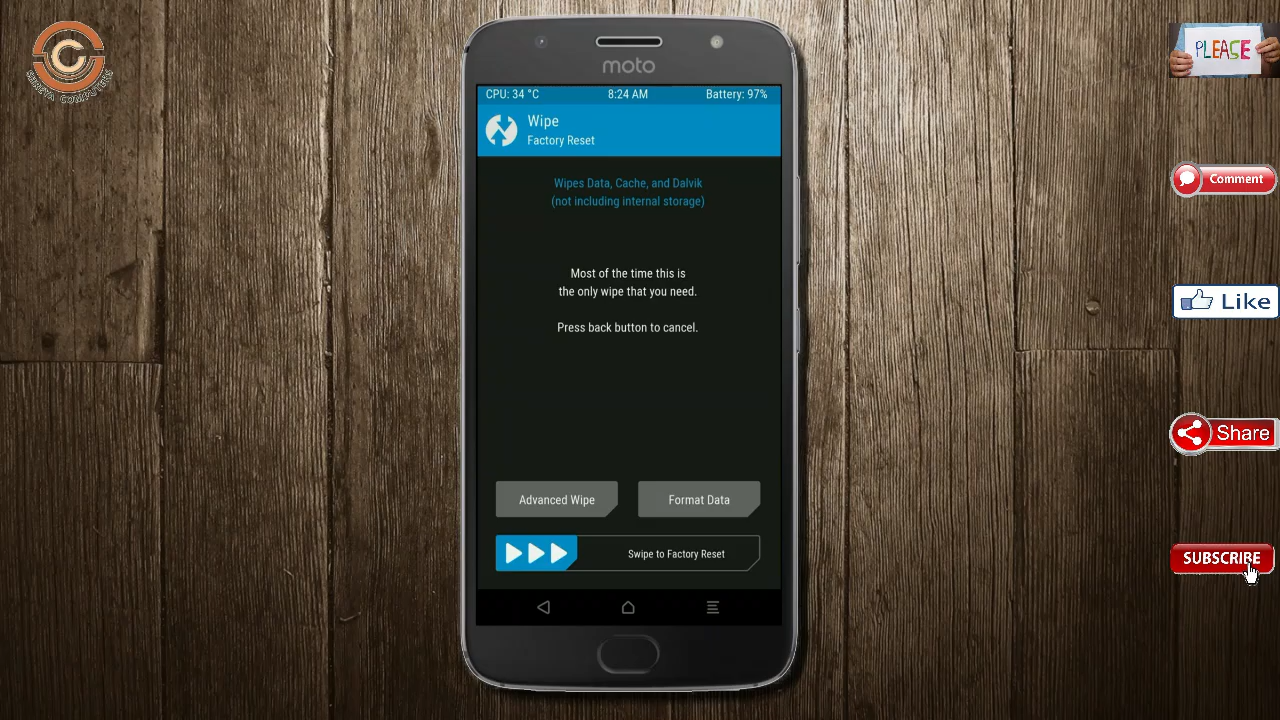 C
SHREYA COMPUTERS
PLEASE
Comment
Like
Share
SUBSCRIBE
moto
CPU: 34 °C 8:24 AM Battery: 97%
Wipe
Factory Reset
Wipes Data, Cache, and Dalvik
(not including internal storage)
Most of the time this is
the only wipe that you need.
Press back button to cancel.
Advanced Wipe Format Data
Swipe to Factory Reset